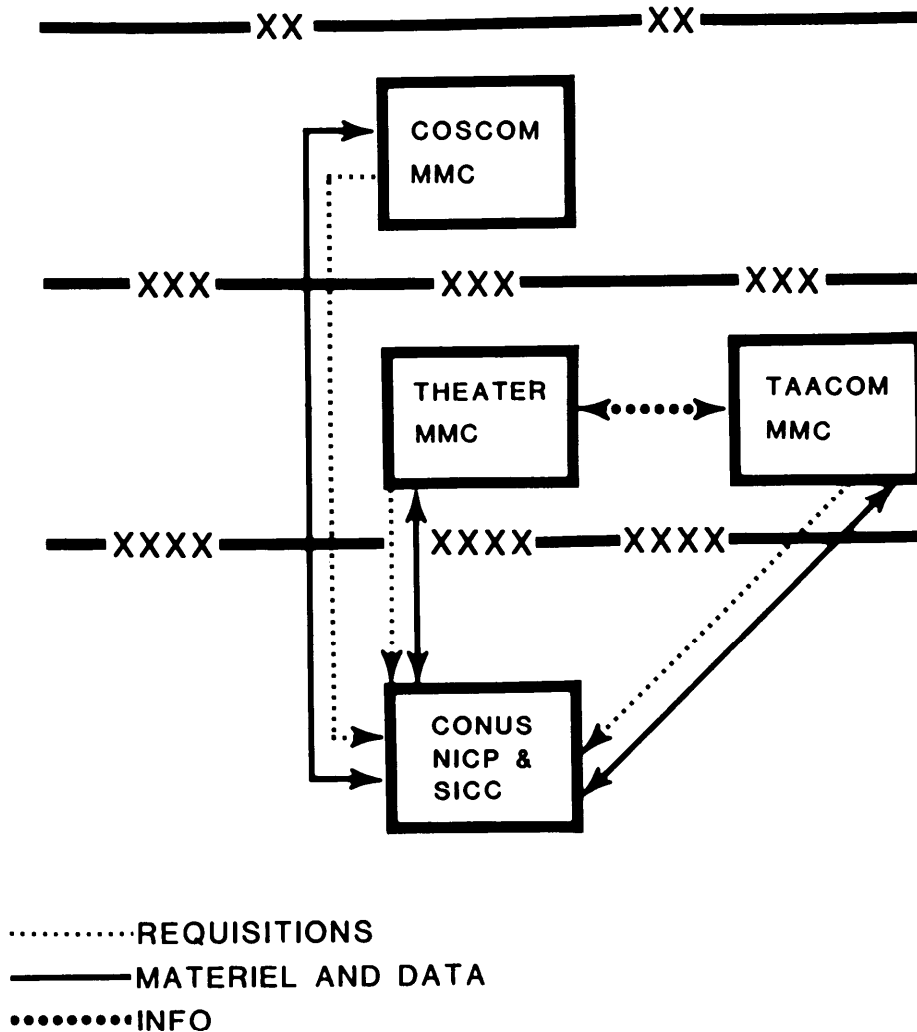 XX XX
COSCOM
MMC
XXX XXX XXX
THEATER
MMC
TAACOM
MMC
XXXX XXXX XXXX
CONUS
NICP &
SICC
REQUISITIONS
MATERIEL AND DATA
INFO